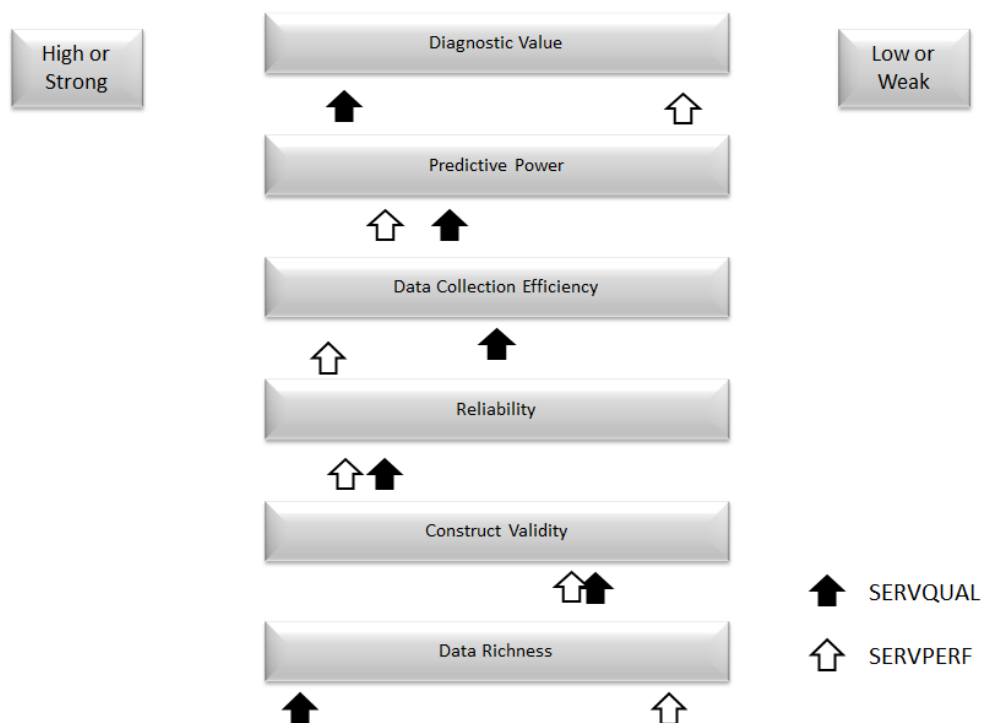 High or
Strong
Diagnostic Value
Low or
Weak
Predictive Power
Data Collection Efficiency
Reliability
Construct Validity
SERVQUAL
Data Richness
SERVPERF